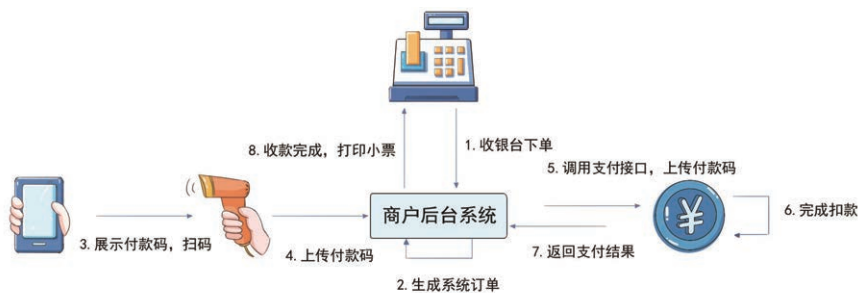 8. 收款完成，打印小票
1. 收银台下单
5. 调用支付接口，上传付款码
商户后台系统
6. 完成扣款
3. 展示付款码，扫码
4. 上传付款码
7. 返回支付结果
2. 生成系统订单